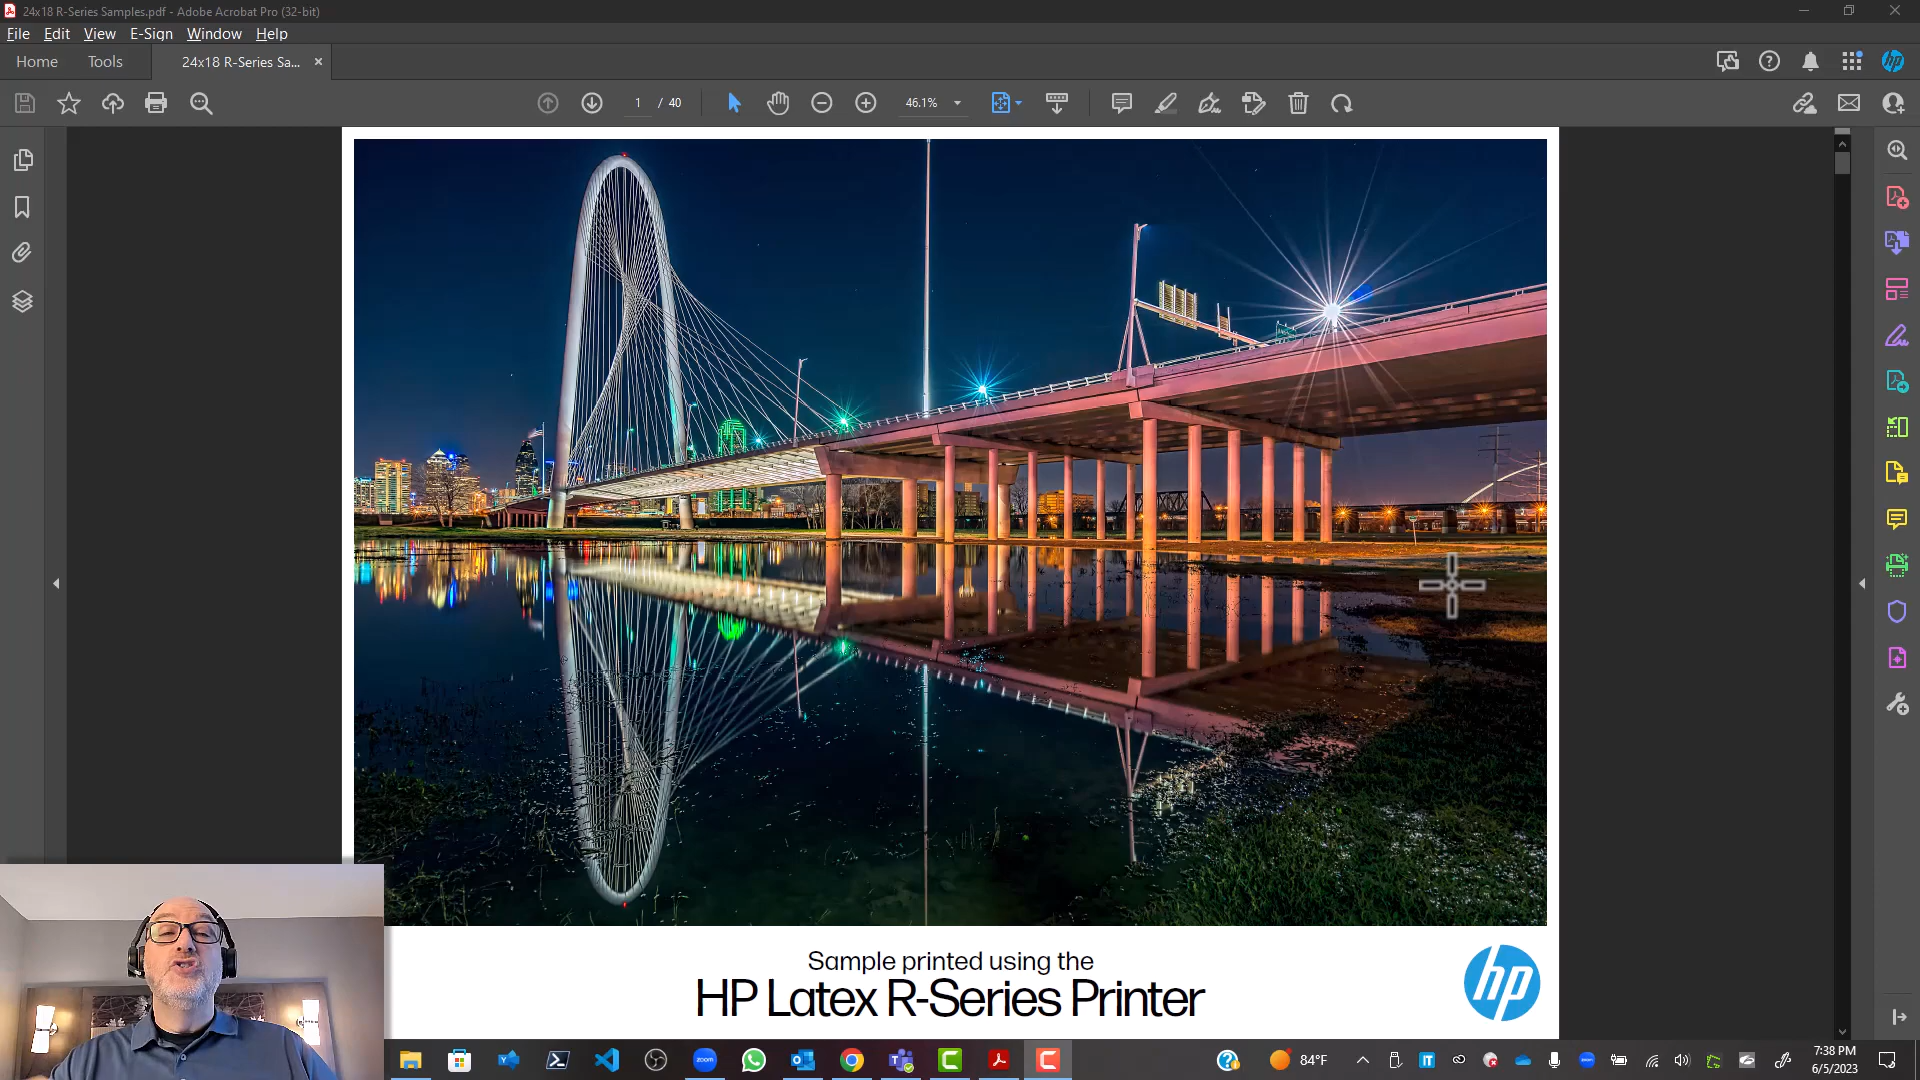 24x18 R-Series Samples.pdf - Adobe Acrobat Pro (32-bit)
File Edit View E-Sign Window Help
Home Tools 24x18 R-Series Sa... ×
1 / 40 46.1%
Sample printed using the
HP Latex R-Series Printer
hp
zoom
84°F
IT
7:38 PM
6/5/2023